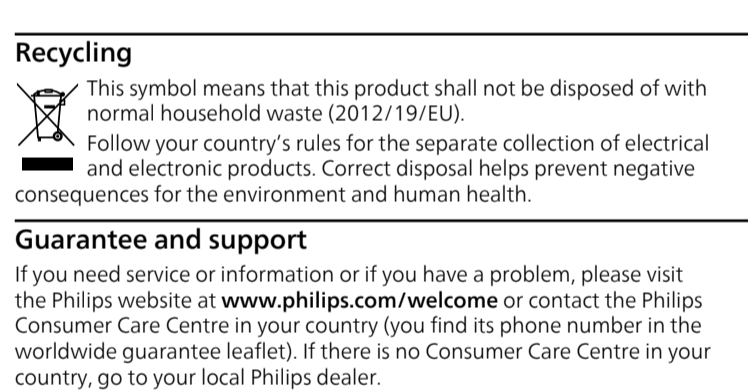 Recycling
This symbol means that this product shall not be disposed of with
normal household waste (2012/19/EU).
Follow your country’s rules for the separate collection of electrical
and electronic products. Correct disposal helps prevent negative
consequences for the environment and human health.
Guarantee and support
If you need service or information or if you have a problem, please visit
the Philips website at www.philips.com/welcome or contact the Philips
Consumer Care Centre in your country (you find its phone number in the
worldwide guarantee leaflet). If there is no Consumer Care Centre in your
country, go to your local Philips dealer.